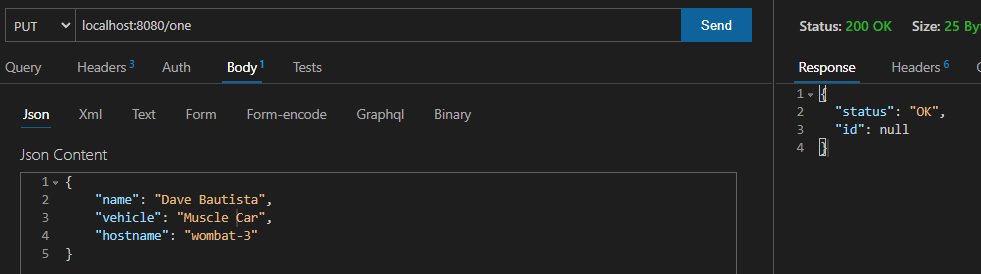 PUT localhost:8080/one Send
Query Headers 3 Auth Body 1 Tests
Json Xml Text Form Form-encode Graphql Binary
Json Content
1 {
2 "name": "Dave Bautista",
3 "vehicle": "Muscle Car",
4 "hostname": "wombat-3"
5 }
Status: 200 OK Size: 25 By
Response Headers 6
1 {
2 "status": "OK",
3 "id": null
4 }